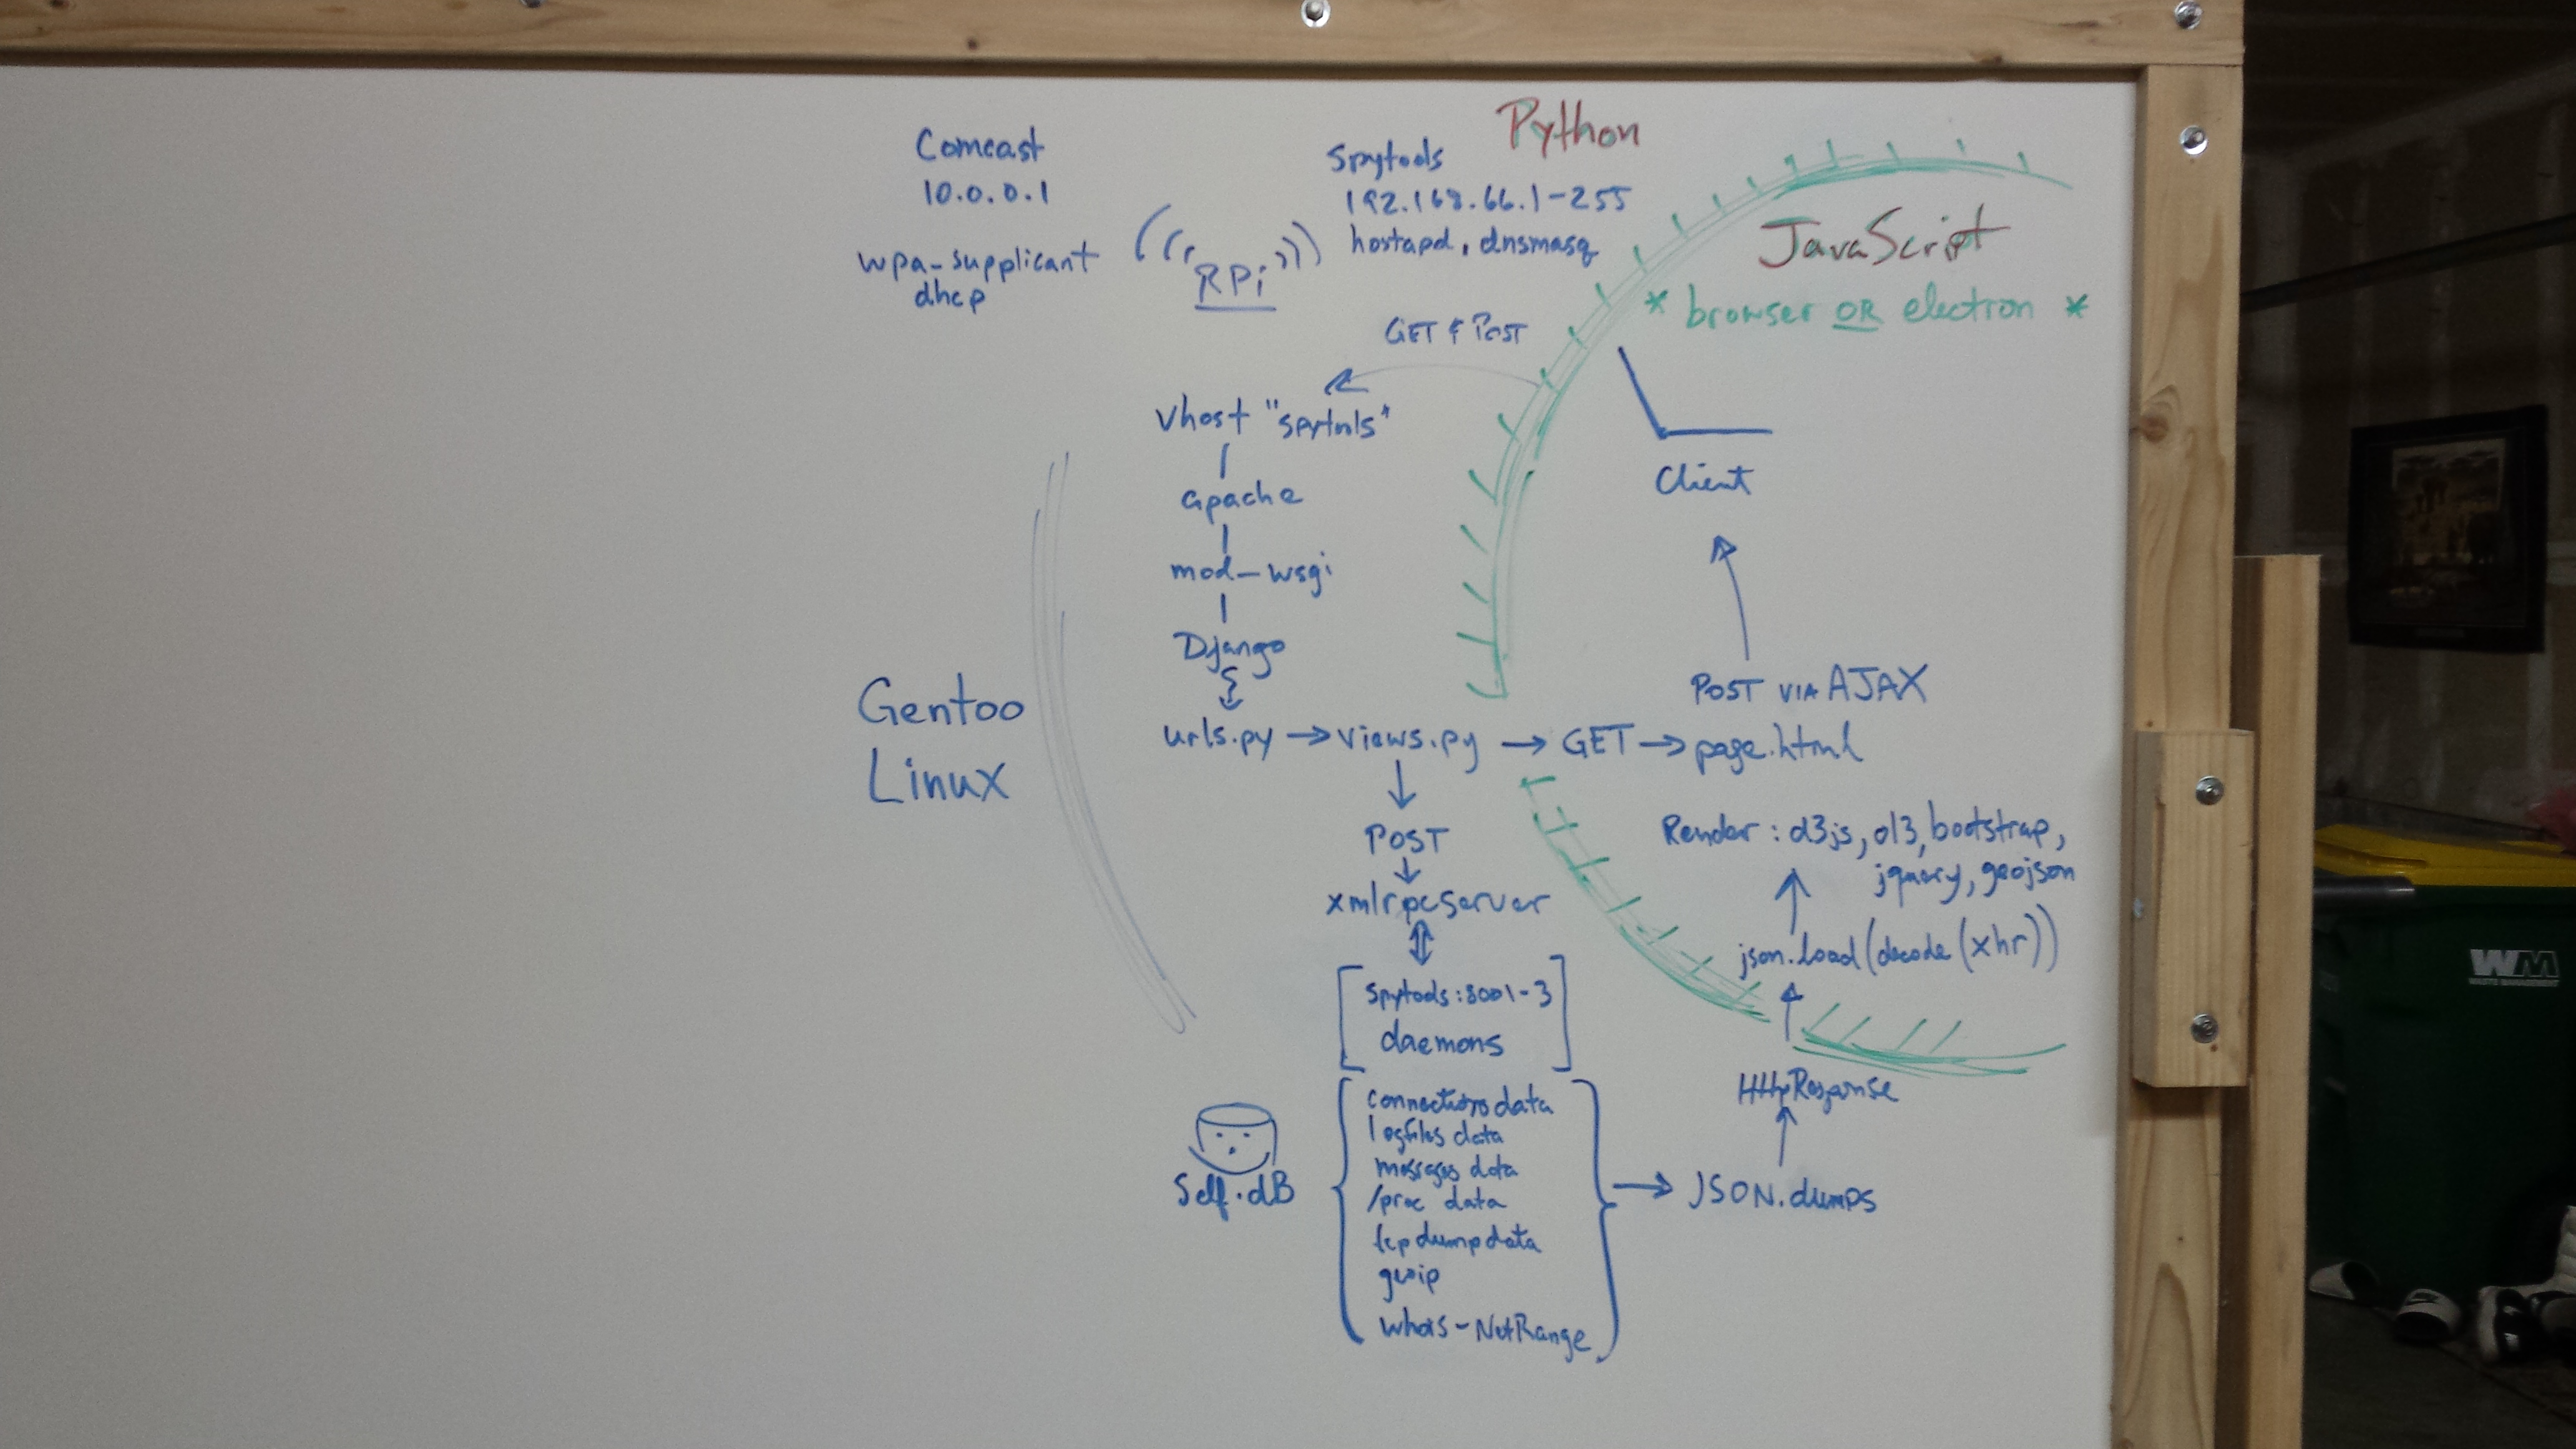 Python
Comcast
10.0.0.1
wpa-supplicant
dhcp
RPi
Spytools
192.168.66.1-255
hostapd, dnsmasq
JavaScript
* browser OR electron *
GET & POST
Vhost "spytools"
apache
mod-wsgi
Django
Client
Gentoo
Linux
POST VIA AJAX
urls.py → views.py → GET → page.html
POST
xmlrpcserver
Render: d3js, ol3, bootstrap,
jquery, geojson
json.load(decode(xhr))
spytools:8001-3
daemons
HttpResponse
connections data
logfiles data
messages data
/proc data
tcpdump data
geoip
whois-NetRange
Self.dB
JSON.dumps
WM
WASTE MANAGEMENT